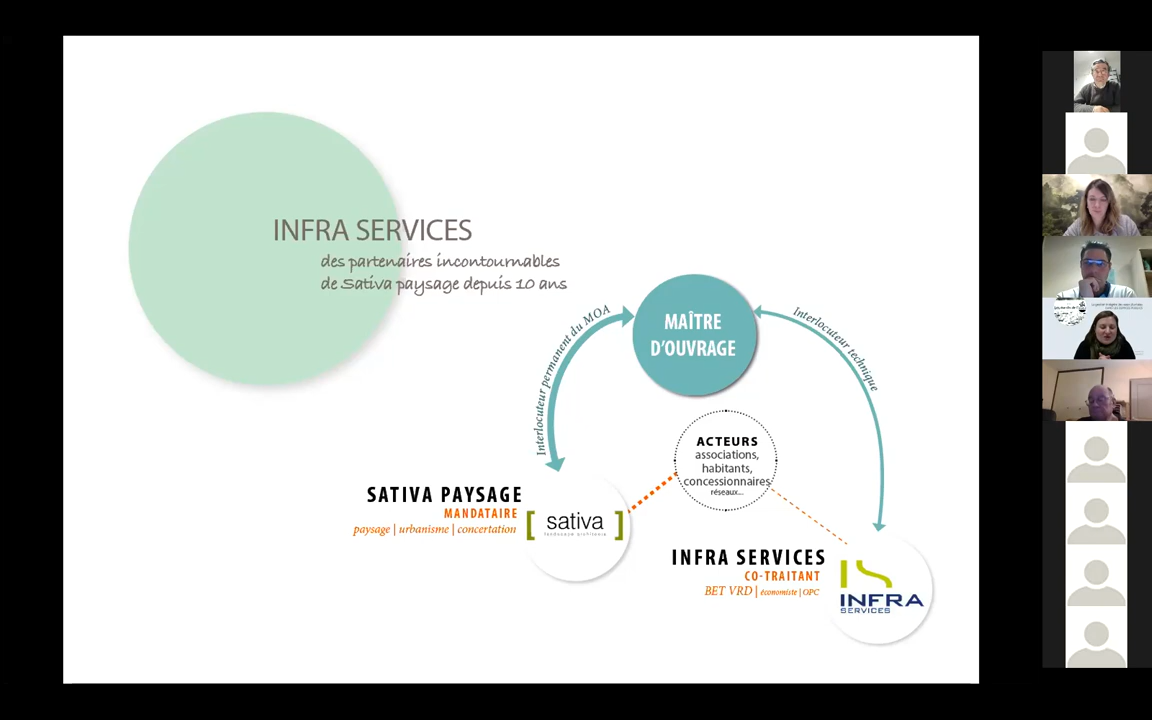 INFRA SERVICES
des partenaires incontournables
de Sativa paysage depuis 10 ans
MAÎTRE
D'OUVRAGE
Interlocuteur permanent du MOA
Interlocuteur technique
ACTEURS
associations,
habitants,
concessionnaires
réseaux...
SATIVA PAYSAGE
MANDATAIRE
paysage | urbanisme | concertation
[ sativa ]
landscape architects
INFRA SERVICES
CO-TRAITANT
BET VRD | économiste | OPC
INFRA
SERVICES